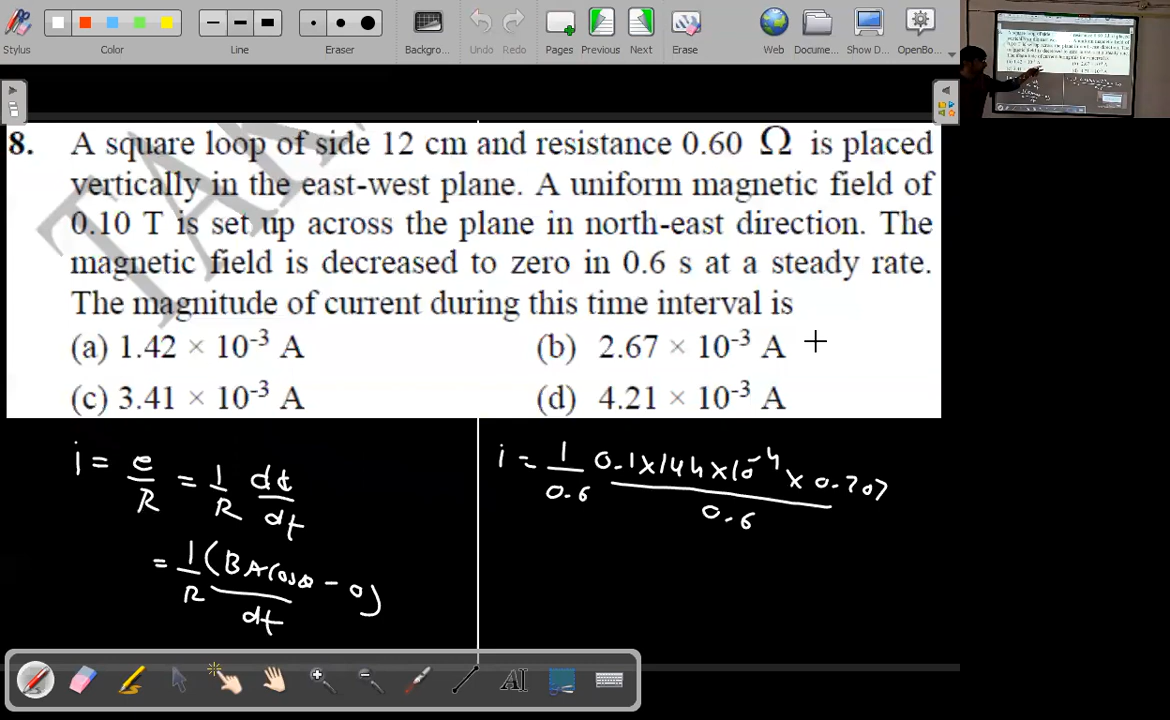 Stylus Color Line Eraser Backgro... Undo Redo Pages Previous Next Erase Web Documents Desktop OpenBo...
8. A square loop of side 12 cm and resistance 0.60 Ω is placed
vertically in the east-west plane. A uniform magnetic field of
0.10 T is set up across the plane in north-east direction. The
magnetic field is decreased to zero in 0.6 s at a steady rate.
The magnitude of current during this time interval is
(a) 1.42 × 10⁻³ A (b) 2.67 × 10⁻³ A
(c) 3.41 × 10⁻³ A (d) 4.21 × 10⁻³ A
i = e/R = 1/R dϕ/dt
= 1/R (BA cosθ - 0)/dt
i = 1/0.6 0.1×144×10⁻⁴ × 0.707/0.6
AI